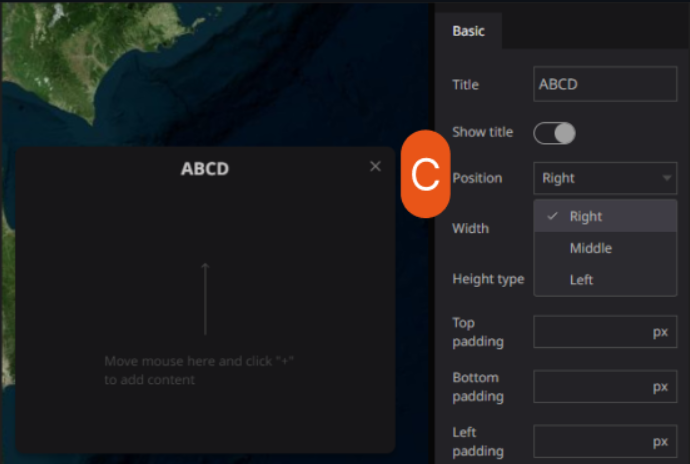 Basic
Title
ABCD
Show title
C
Position
Right
Right
Middle
Left
Width
Height type
Top
padding
px
Bottom
padding
px
Left
padding
px
ABCD
Move mouse here and click "+"
to add content